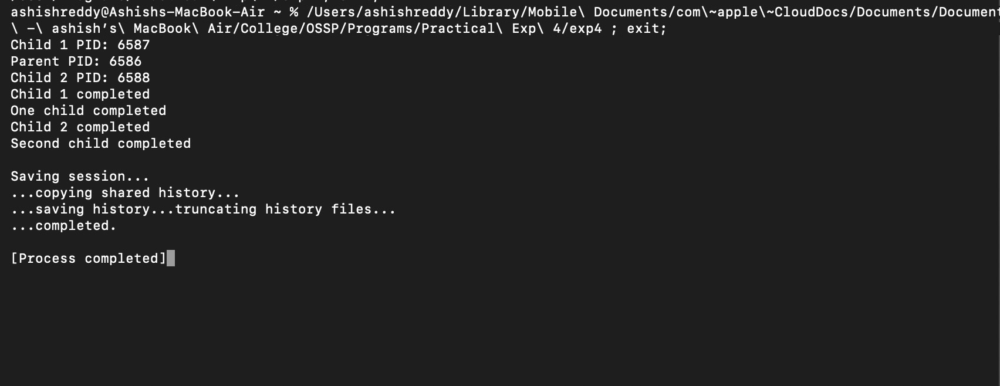 ashishreddy@Ashishs-MacBook-Air ~ % /Users/ashishreddy/Library/Mobile\ Documents/com\~apple\~CloudDocs/Documents/Document
\ -\ ashish’s\ MacBook\ Air/College/OSSP/Programs/Practical\ Exp\ 4/exp4 ; exit;
Child 1 PID: 6587
Parent PID: 6586
Child 2 PID: 6588
Child 1 completed
One child completed
Child 2 completed
Second child completed
Saving session...
...copying shared history...
...saving history...truncating history files...
...completed.
[Process completed]